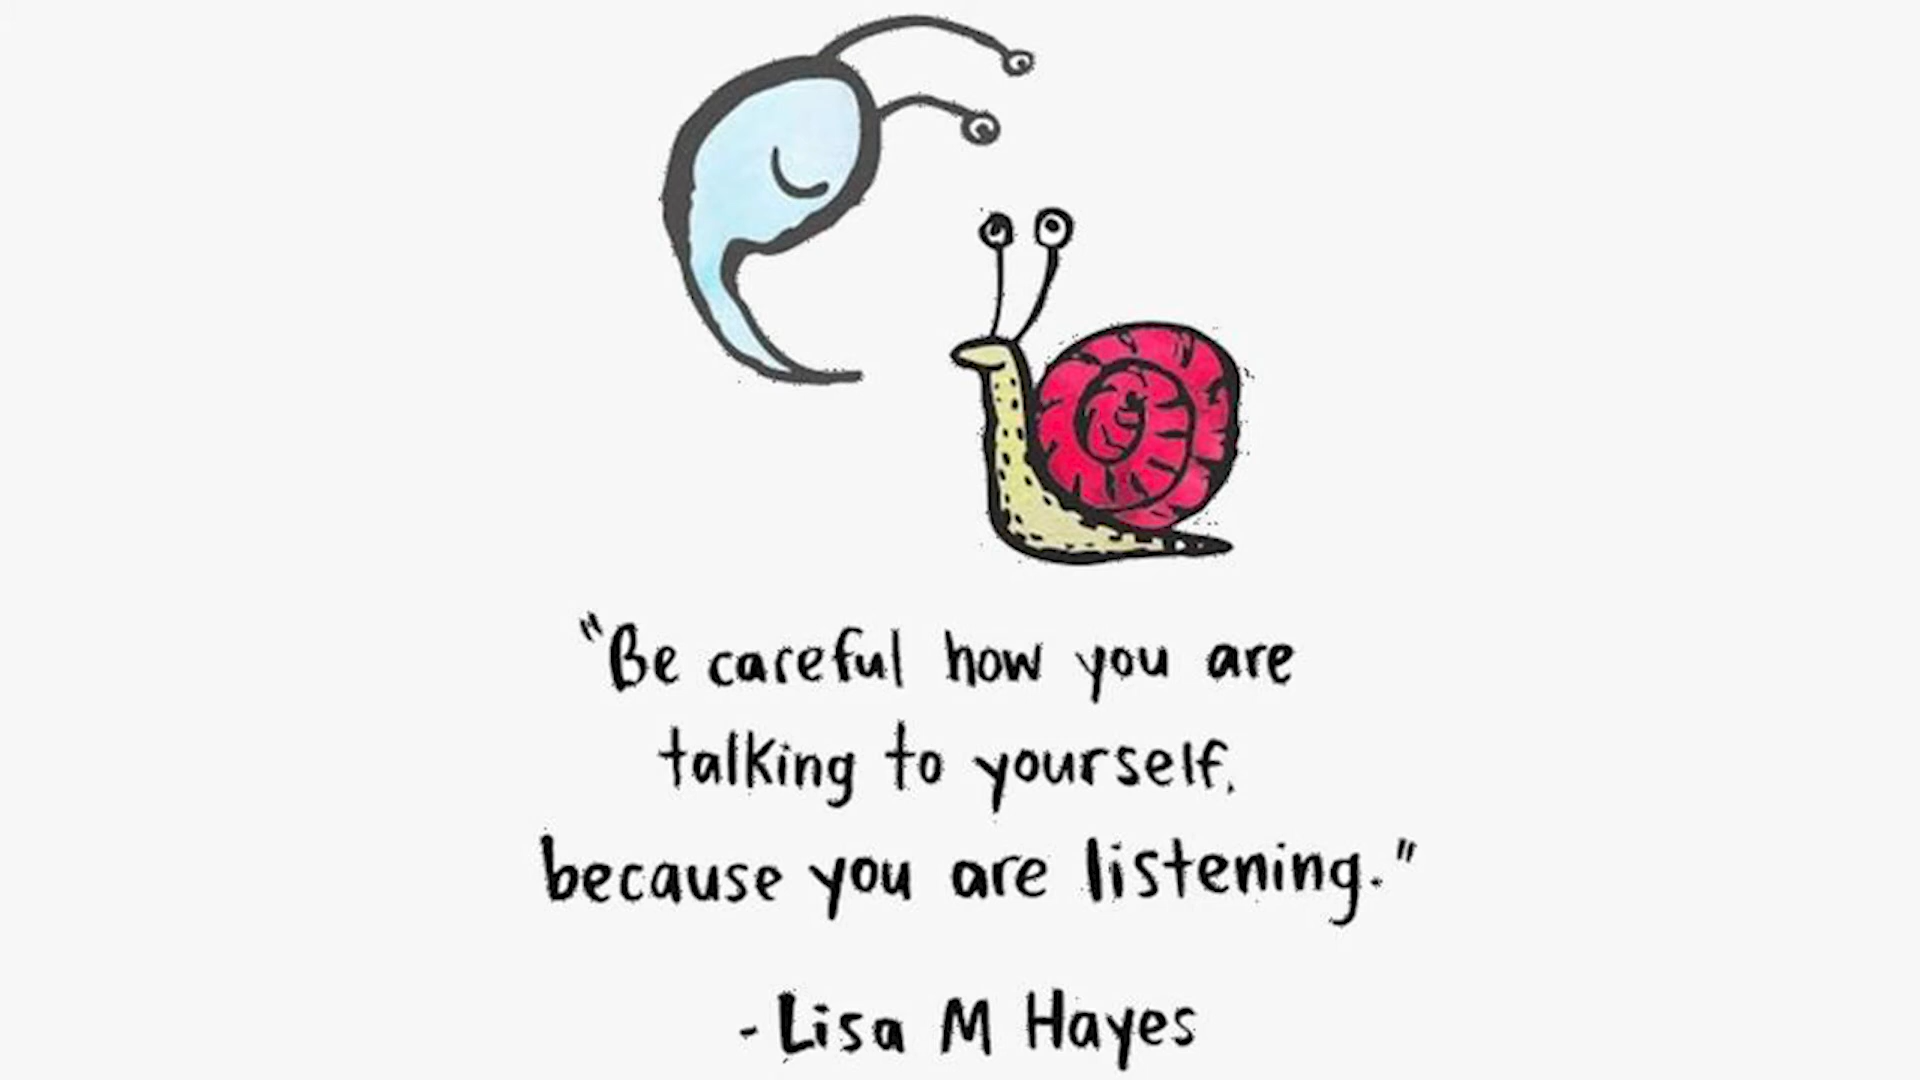 "Be careful how you are
talking to yourself,
because you are listening."
- Lisa M Hayes